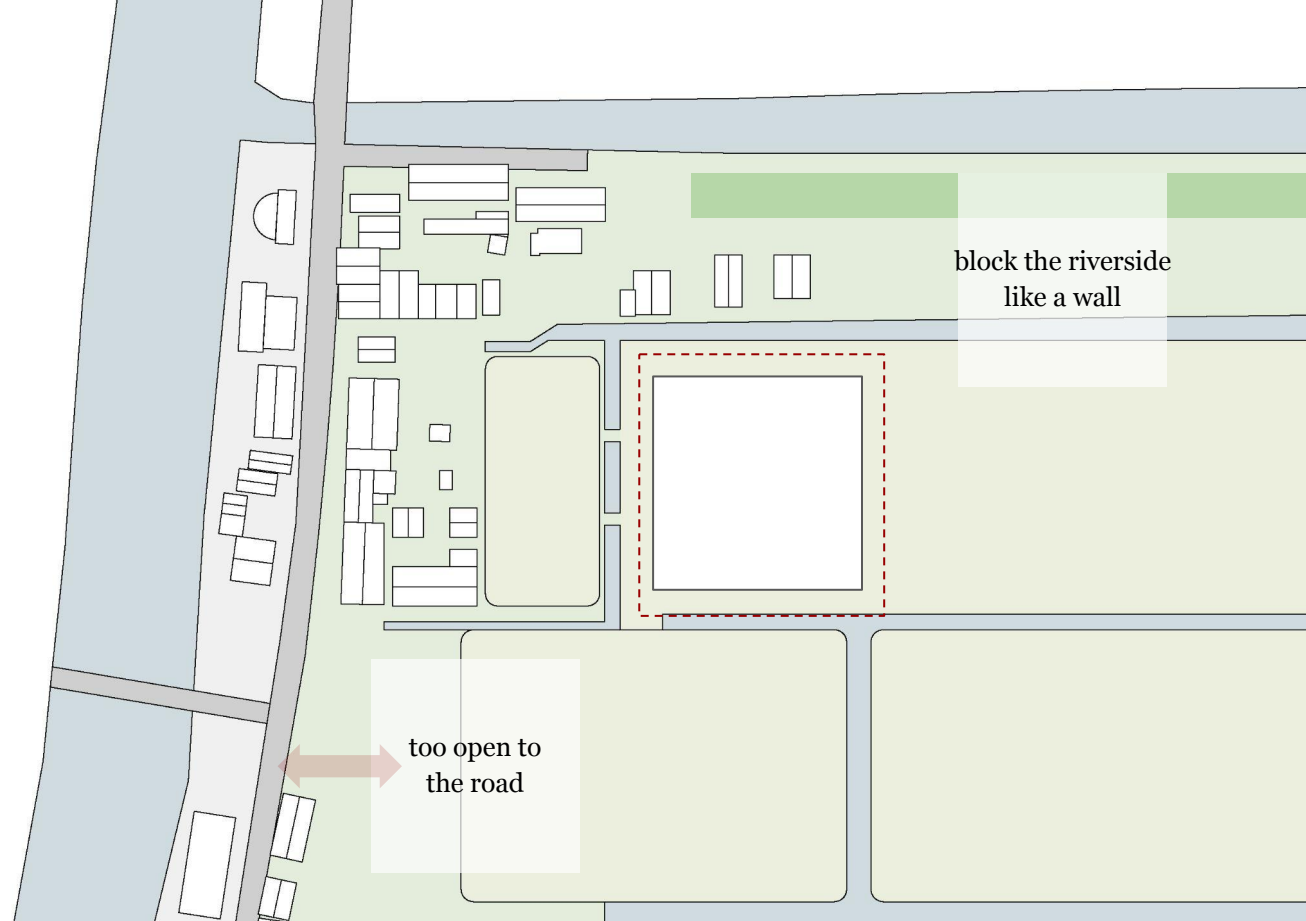 block the riverside
like a wall
too open to
the road